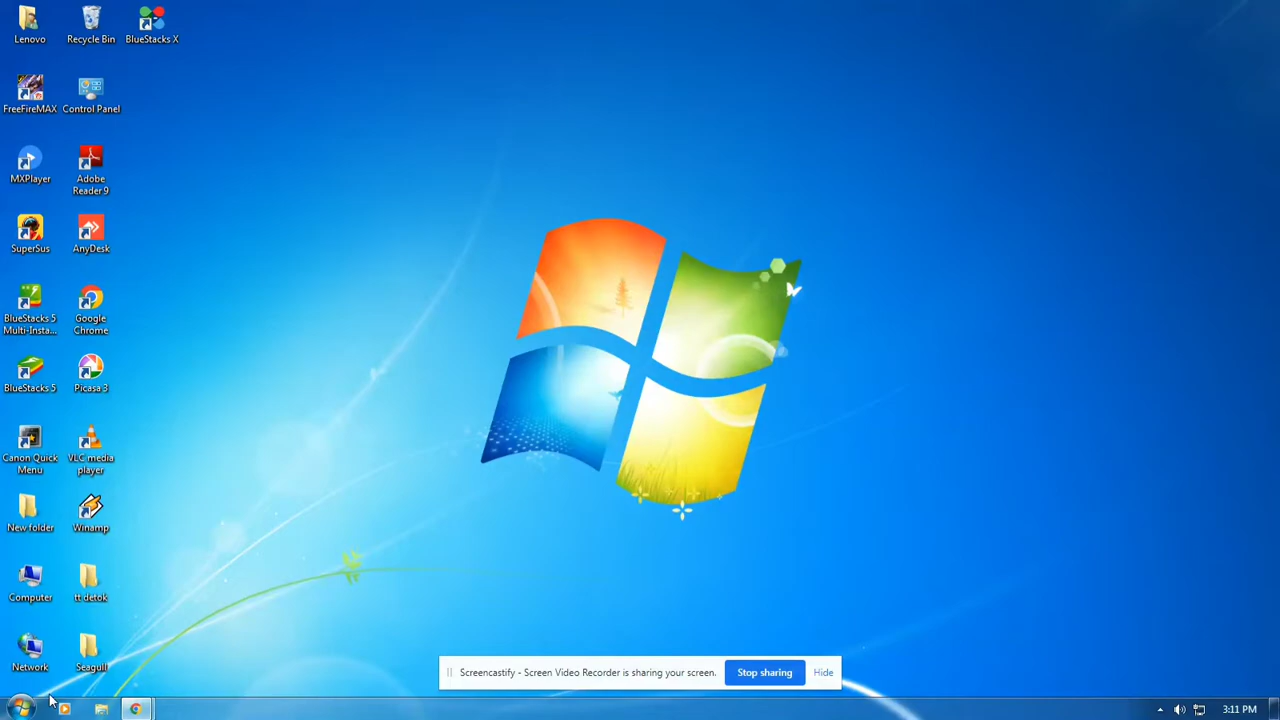 Lenovo
Recycle Bin
BlueStacks X
FreeFireMAX
Control Panel
MXPlayer
Adobe
Reader 9
SuperSus
AnyDesk
BlueStacks 5
Multi-Insta...
Google
Chrome
BlueStacks 5
Picasa 3
Canon Quick
Menu
VLC media
player
New folder
Winamp
Computer
tt detok
Network
Seagull
Screencastify - Screen Video Recorder is sharing your screen.
Stop sharing
Hide
3:11 PM